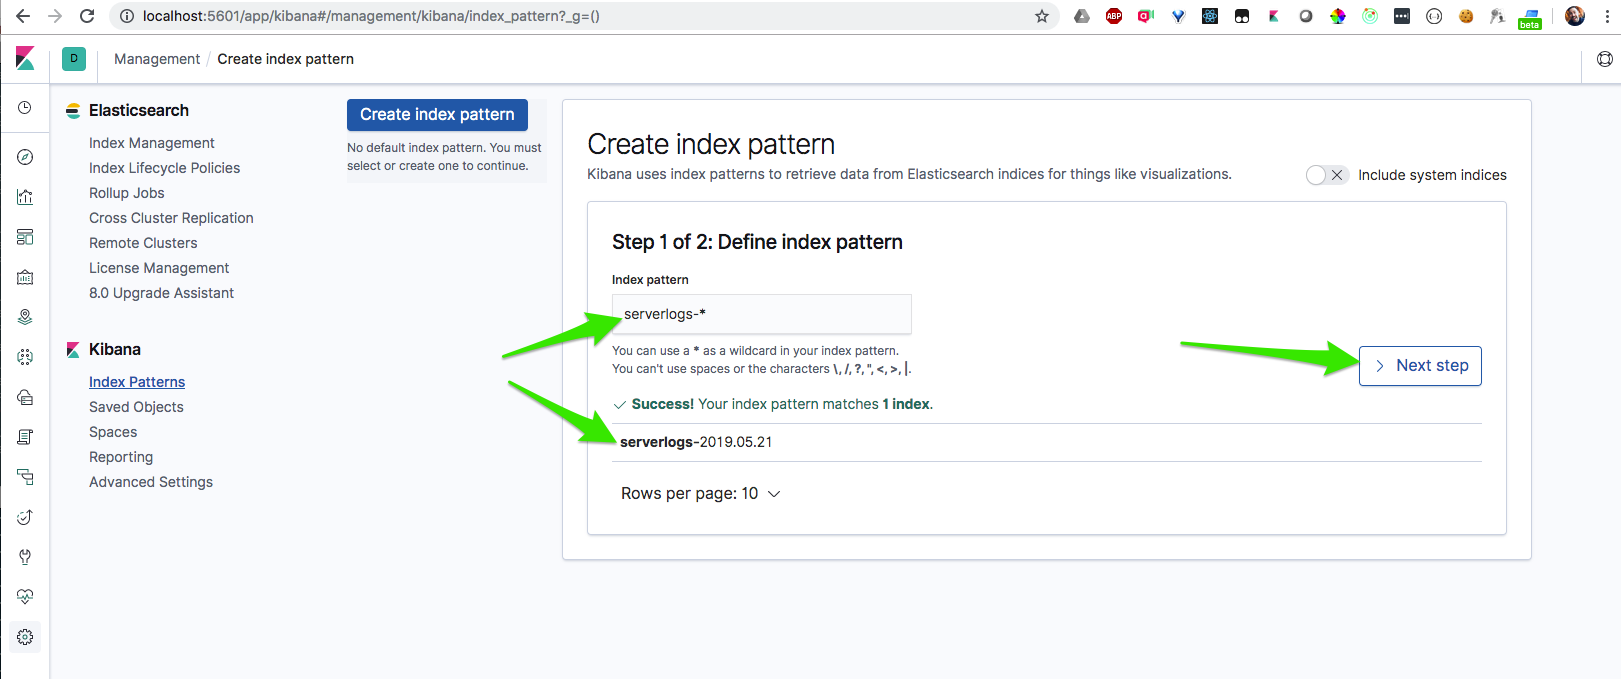 localhost:5601/app/kibana#/management/kibana/index_pattern?_g=()
ABP
beta
D
Management / Create index pattern
Elasticsearch
Index Management
Index Lifecycle Policies
Rollup Jobs
Cross Cluster Replication
Remote Clusters
License Management
8.0 Upgrade Assistant
Kibana
Index Patterns
Saved Objects
Spaces
Reporting
Advanced Settings
Create index pattern
No default index pattern. You must
select or create one to continue.
Create index pattern
Kibana uses index patterns to retrieve data from Elasticsearch indices for things like visualizations.
Include system indices
Step 1 of 2: Define index pattern
Index pattern
serverlogs-*
You can use a * as a wildcard in your index pattern.
You can't use spaces or the characters \, /, ?, ", <, >, |.
Next step
Success! Your index pattern matches 1 index.
serverlogs-2019.05.21
Rows per page: 10